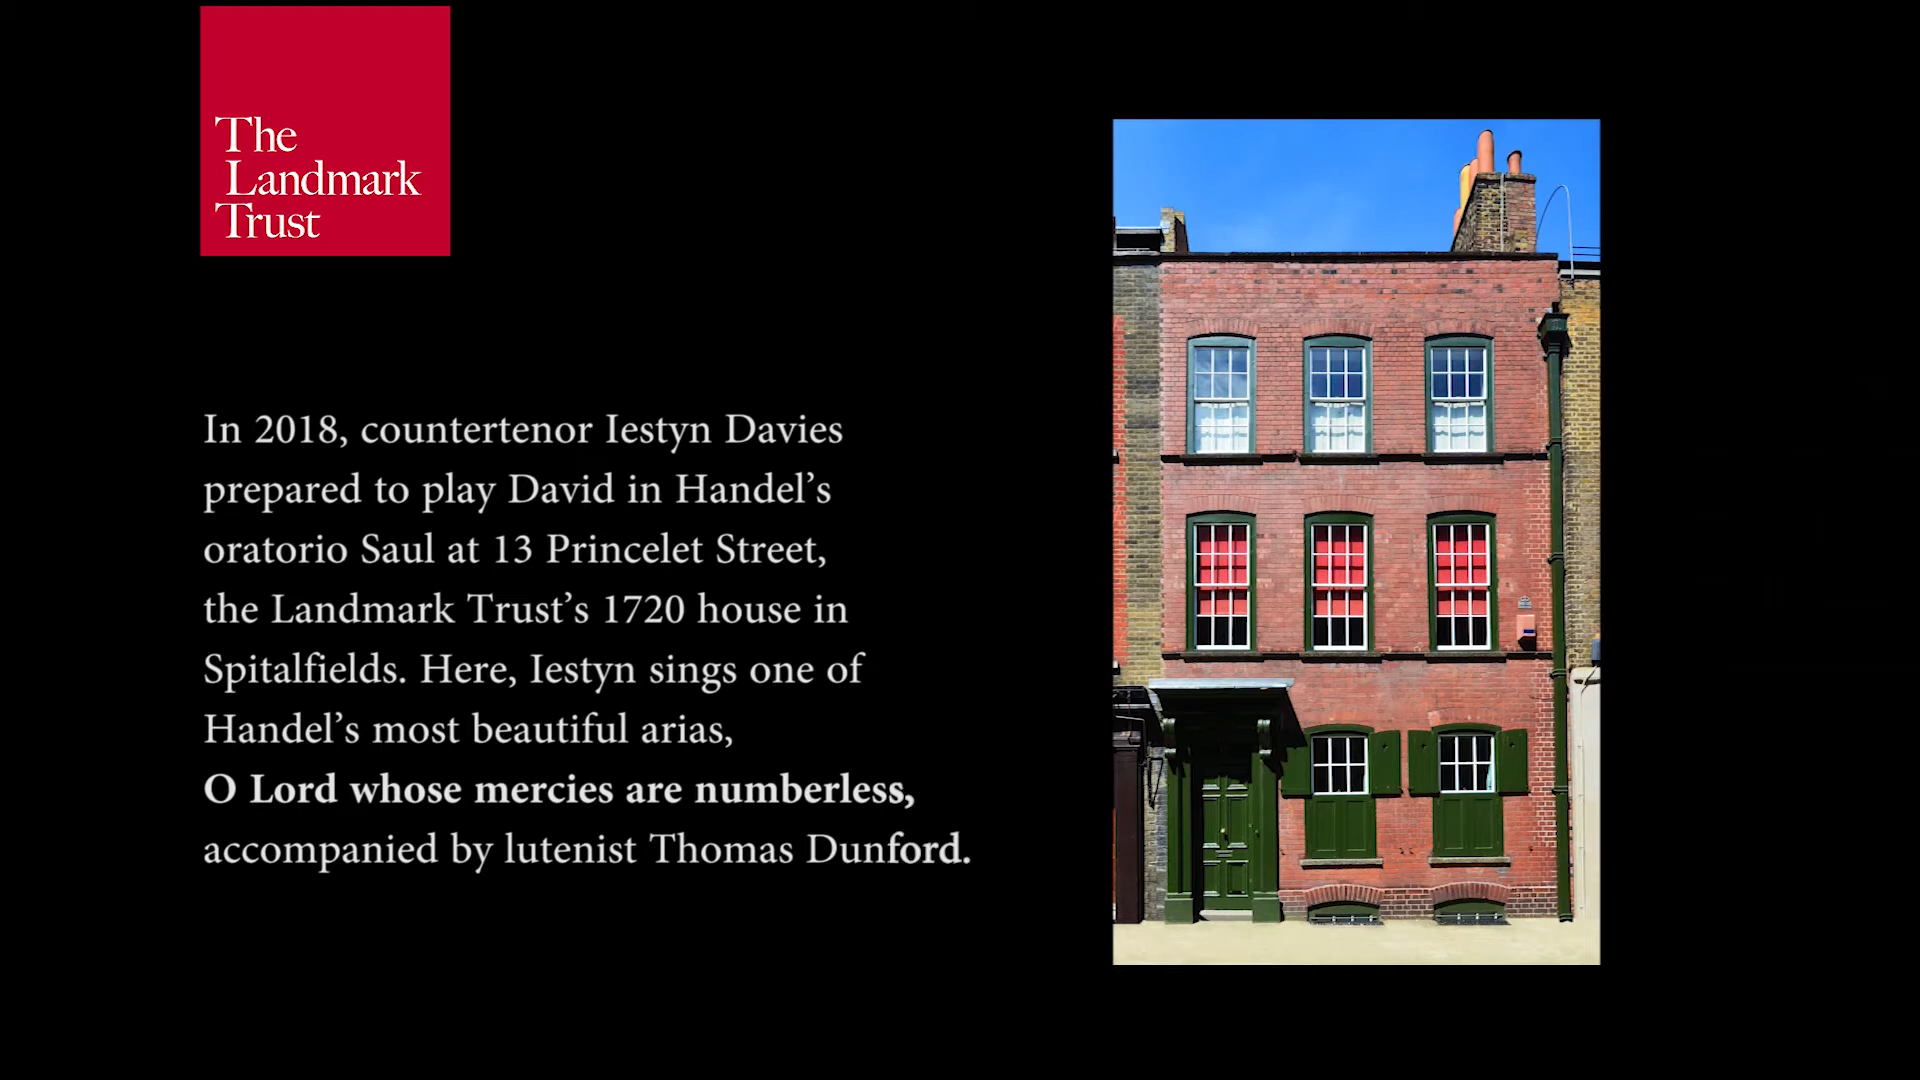 The
Landmark
Trust
In 2018, countertenor Iestyn Davies
prepared to play David in Handel’s
oratorio Saul at 13 Princelet Street,
the Landmark Trust’s 1720 house in
Spitalfields. Here, Iestyn sings one of
Handel’s most beautiful arias,
O Lord whose mercies are numberless,
accompanied by lutenist Thomas Dunford.